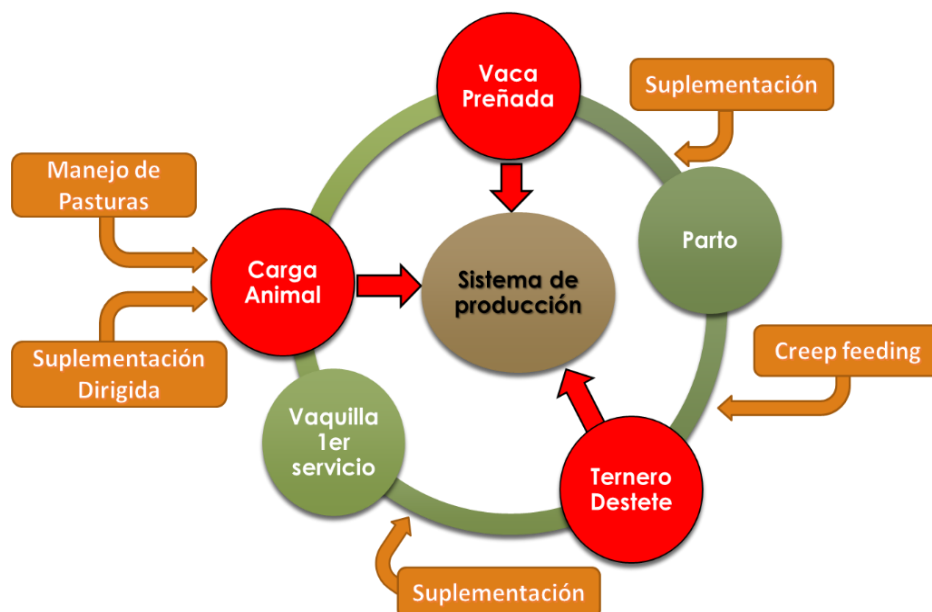 Vaca
Preñada
Suplementación
Manejo de
Pasturas
Parto
Carga
Animal
Sistema de
producción
Suplementación
Dirigida
Creep feeding
Vaquilla
1er
servicio
Ternero
Destete
Suplementación